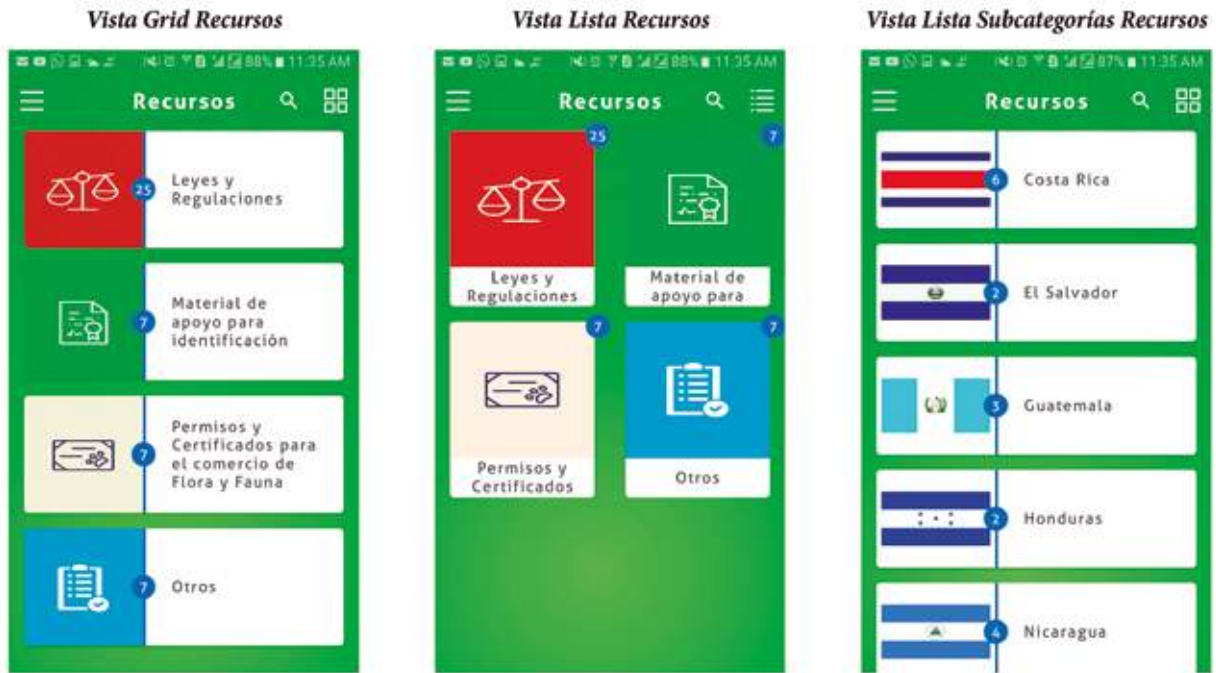 Vista Grid Recursos
88% 11:35 AM
Recursos
25
Leyes y
Regulaciones
7
Material de
apoyo para
identificación
7
Permisos y
Certificados para
el comercio de
Flora y Fauna
7
Otros
Vista Lista Recursos
88% 11:35 AM
Recursos
25
Leyes y
Regulaciones
7
Material de
apoyo para
7
Permisos y
Certificados
7
Otros
Vista Lista Subcategorías Recursos
87% 11:35 AM
Recursos
6
Costa Rica
2
El Salvador
3
Guatemala
2
Honduras
4
Nicaragua